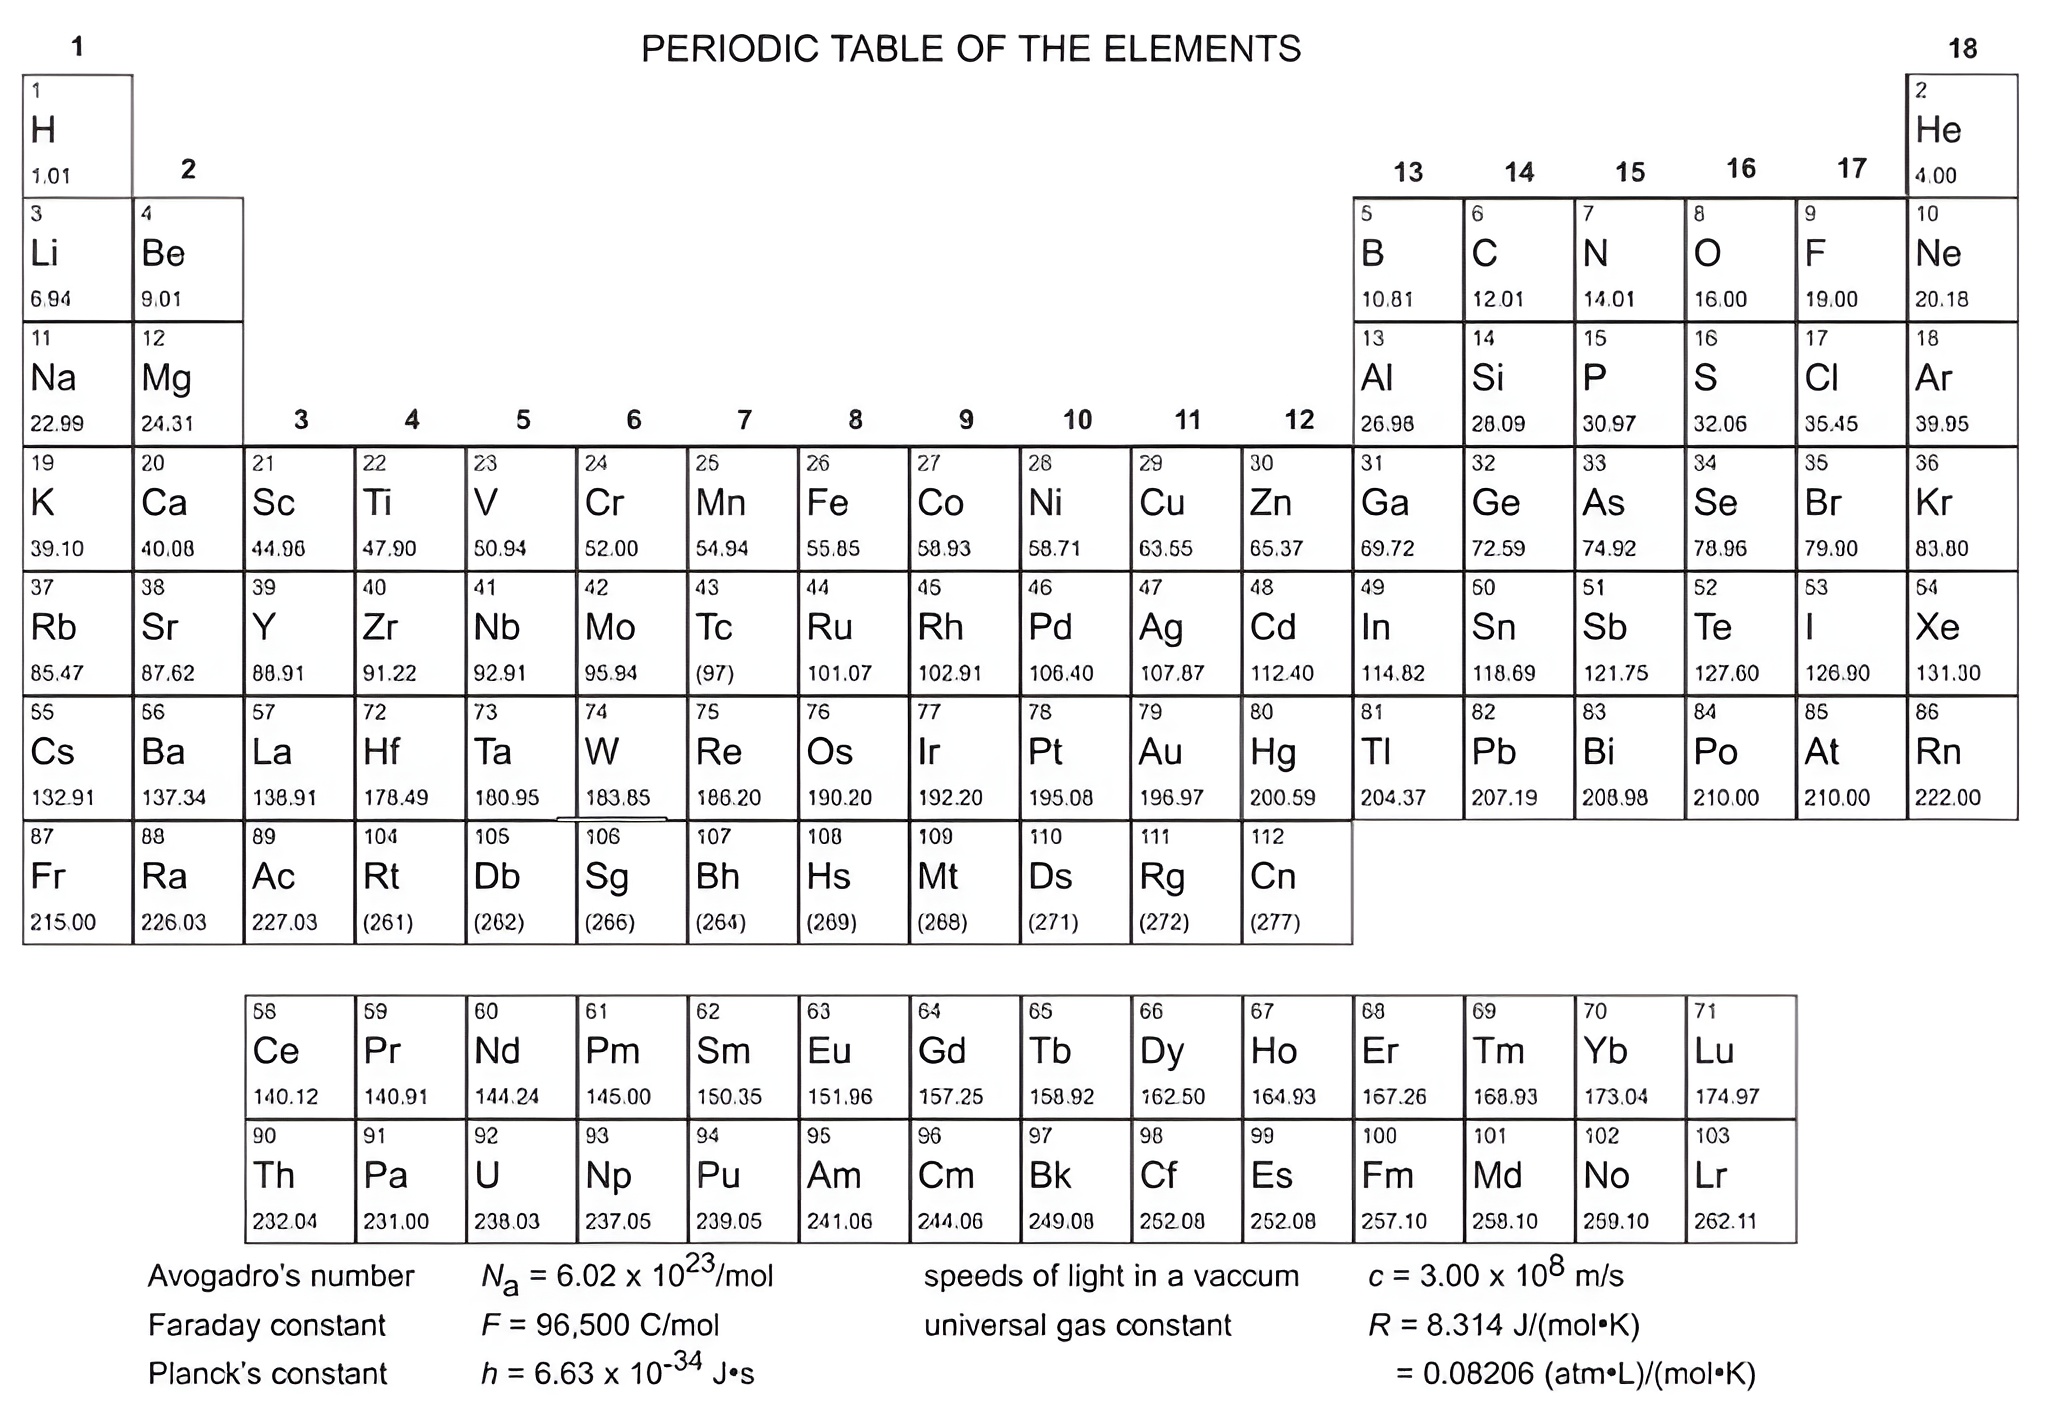 1 PERIODIC TABLE OF THE ELEMENTS 18
1 2
H He
1.01 2 13 14 15 16 17 4.00
3 4 5 6 7 8 9 10
Li Be B C N O F Ne
6.94 9.01 10.81 12.01 14.01 16.00 19.00 20.18
11 12 13 14 15 16 17 18
Na Mg Al Si P S Cl Ar
22.99 24.31 3 4 5 6 7 8 9 10 11 12 26.98 28.09 30.97 32.06 35.45 39.95
19 20 21 22 23 24 25 26 27 28 29 30 31 32 33 34 35 36
K Ca Sc Ti V Cr Mn Fe Co Ni Cu Zn Ga Ge As Se Br Kr
39.10 40.08 44.96 47.90 50.94 52.00 54.94 55.85 58.93 58.71 63.55 65.37 69.72 72.59 74.92 78.96 79.90 83.80
37 38 39 40 41 42 43 44 45 46 47 48 49 50 51 52 53 54
Rb Sr Y Zr Nb Mo Tc Ru Rh Pd Ag Cd In Sn Sb Te I Xe
85.47 87.62 88.91 91.22 92.91 95.94 (97) 101.07 102.91 106.40 107.87 112.40 114.82 118.69 121.75 127.60 126.90 131.30
55 56 57 72 73 74 75 76 77 78 79 80 81 82 83 84 85 86
Cs Ba La Hf Ta W Re Os Ir Pt Au Hg Tl Pb Bi Po At Rn
132.91 137.34 138.91 178.49 180.95 183.85 186.20 190.20 192.20 195.08 196.97 200.59 204.37 207.19 208.98 210.00 210.00 222.00
87 88 89 104 105 106 107 108 109 110 111 112
Fr Ra Ac Rt Db Sg Bh Hs Mt Ds Rg Cn
215.00 226.03 227.03 (261) (262) (266) (264) (269) (268) (271) (272) (277)
58 59 60 61 62 63 64 65 66 67 68 69 70 71
Ce Pr Nd Pm Sm Eu Gd Tb Dy Ho Er Tm Yb Lu
140.12 140.91 144.24 145.00 150.35 151.96 157.25 158.92 162.50 164.93 167.26 168.93 173.04 174.97
90 91 92 93 94 95 96 97 98 99 100 101 102 103
Th Pa U Np Pu Am Cm Bk Cf Es Fm Md No Lr
232.04 231.00 238.03 237.05 239.05 241.06 244.06 249.08 252.08 252.08 257.10 258.10 259.10 262.11
Avogadro's number Nₐ = 6.02 x 10²³/mol speeds of light in a vaccum c = 3.00 x 10⁸ m/s
Faraday constant F = 96,500 C/mol universal gas constant R = 8.314 J/(mol•K)
Planck's constant h = 6.63 x 10⁻³⁴ J•s = 0.08206 (atm•L)/(mol•K)